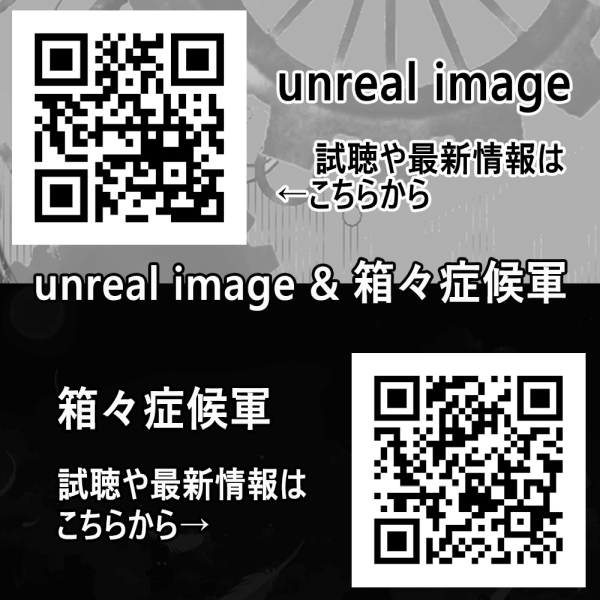 unreal image
試聴や最新情報は
←こちらから
unreal image & 箱々症候軍
箱々症候軍
試聴や最新情報は
こちらから→